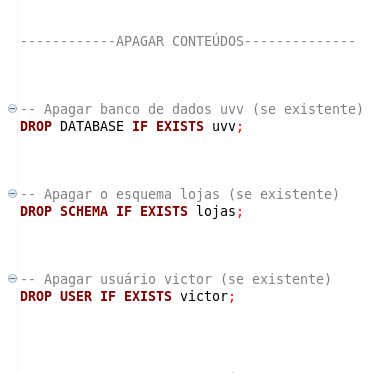 ------------APAGAR CONTEÚDOS--------------
-- Apagar banco de dados uvv (se existente)
DROP DATABASE IF EXISTS uvv;
-- Apagar o esquema lojas (se existente)
DROP SCHEMA IF EXISTS lojas;
-- Apagar usuário victor (se existente)
DROP USER IF EXISTS victor;